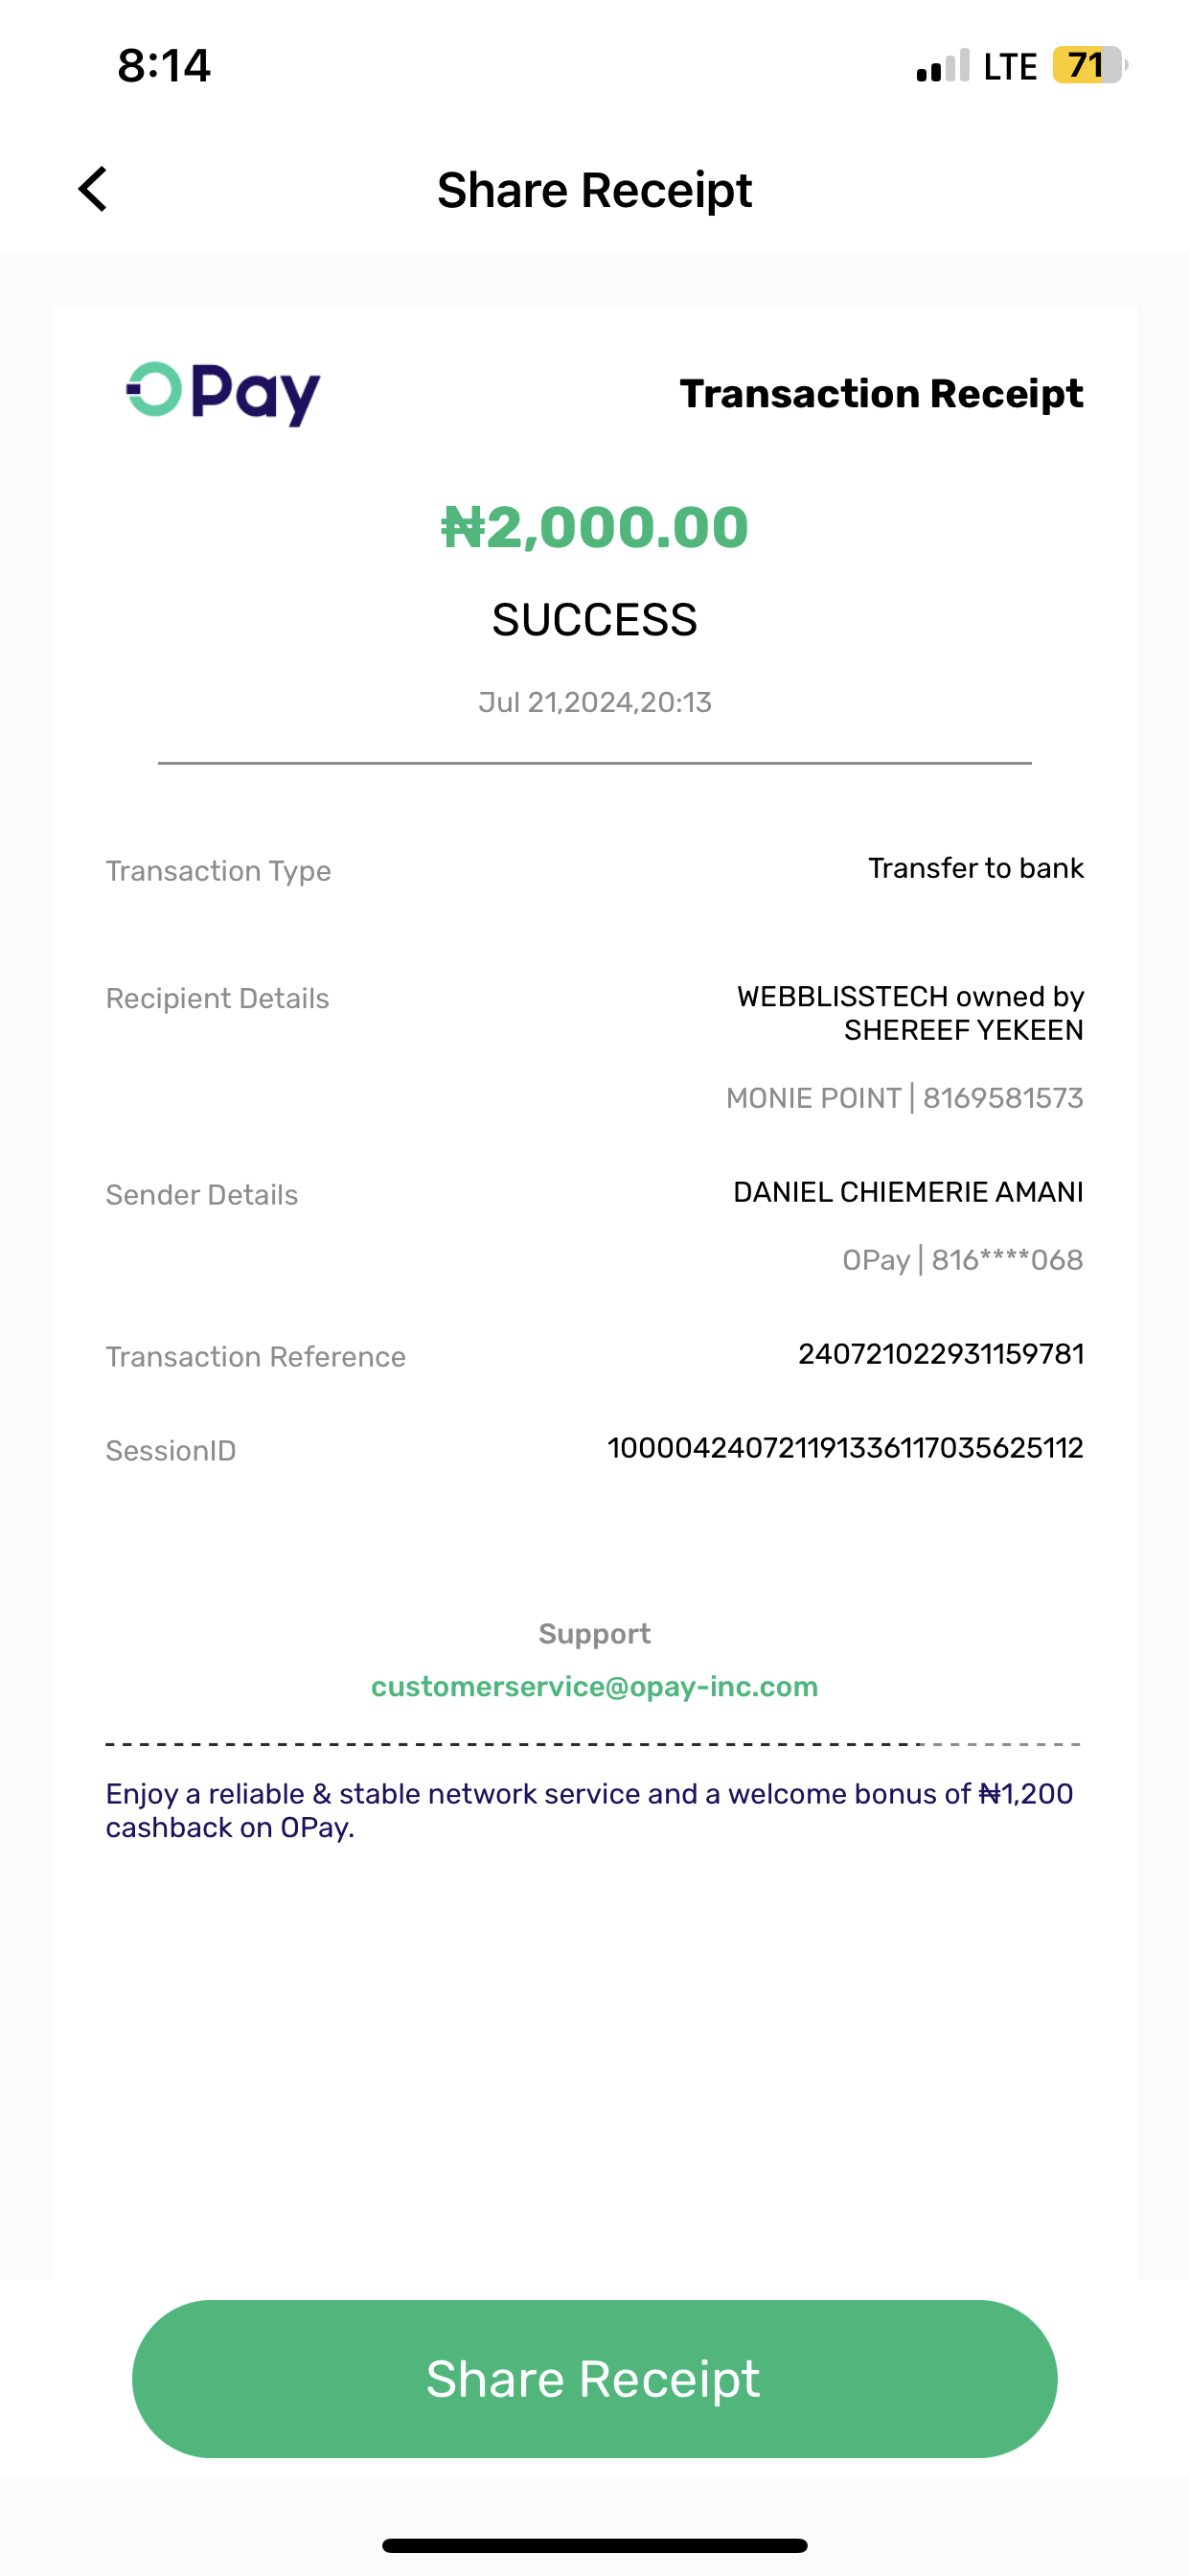 8:14 LTE 71
Share Receipt
OPay Transaction Receipt
₦2,000.00
SUCCESS
Jul 21,2024,20:13
Transaction Type Transfer to bank
Recipient Details WEBBLISSTECH owned by
SHEREEF YEKEEN
MONIE POINT | 8169581573
Sender Details DANIEL CHIEMERIE AMANI
OPay | 816****068
Transaction Reference 240721022931159781
SessionID 100004240721191336117035625112
Support
customerservice@opay-inc.com
Enjoy a reliable & stable network service and a welcome bonus of ₦1,200
cashback on OPay.
Share Receipt